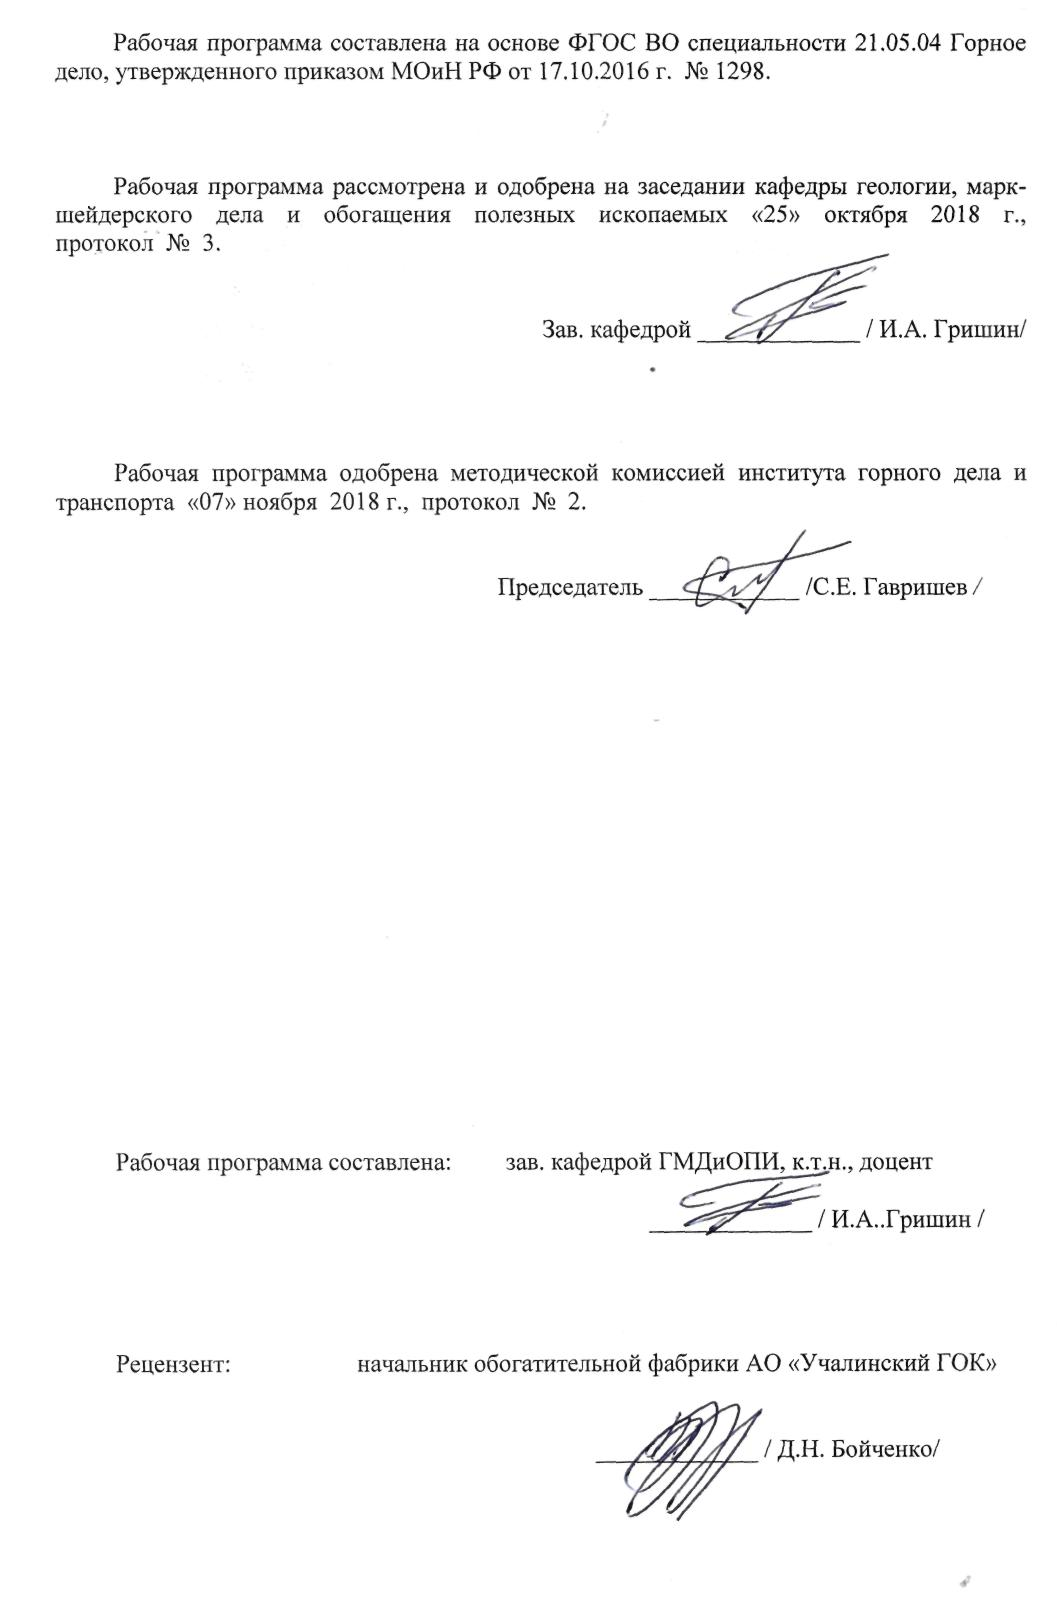 Рабочая программа составлена на основе ФГОС ВО специальности 21.05.04 Горное
дело, утвержденного приказом МОиН РФ от 17.10.2016 г. № 1298.
Рабочая программа рассмотрена и одобрена на заседании кафедры геологии, марк-
шейдерского дела и обогащения полезных ископаемых «25» октября 2018 г.,
протокол № 3.
Зав. кафедрой _____________ / И.А. Гришин/
Рабочая программа одобрена методической комиссией института горного дела и
транспорта «07» ноября 2018 г., протокол № 2.
Председатель ____________ /С.Е. Гавришев /
Рабочая программа составлена: зав. кафедрой ГМДиОПИ, к.т.н., доцент
_____________ / И.А..Гришин /
Рецензент: начальник обогатительной фабрики АО «Учалинский ГОК»
_____________ / Д.Н. Бойченко/